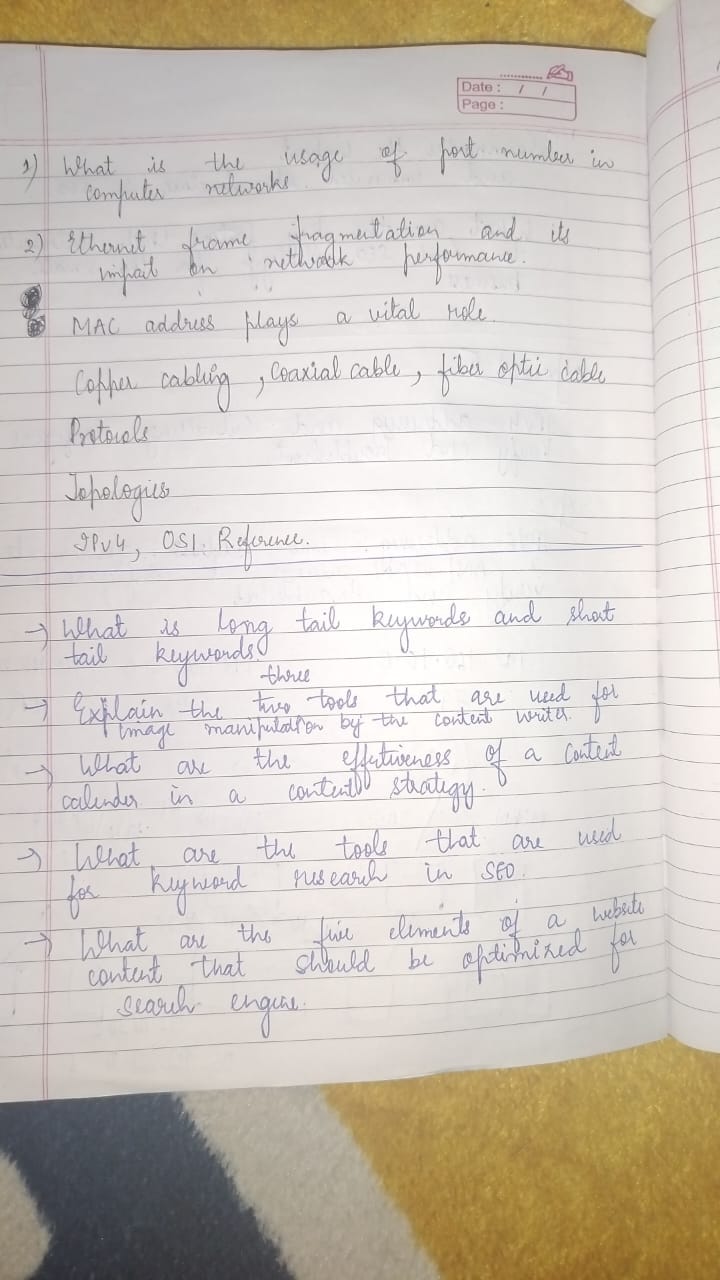 Date : / /
Page :
1) What is the usage of port number in
computer networks.
2) Ethernet frame fragmentation and its
impact on network performance.
MAC address plays a vital role.
Copper cabling, Coaxial cable, fiber optic cable
Protocols
Topologies
IPv4, OSI. Reference.
→ What is long tail keywords and short
tail keywords?
three
→ Explain the two tools that are used for
image manipulation by the content writer.
→ What are the effectiveness of a content
calender in a content strategy.
→ What are the tools that are used
for keyword research in SEO.
→ What are the five elements of a website
content that should be optimized for
search engine.